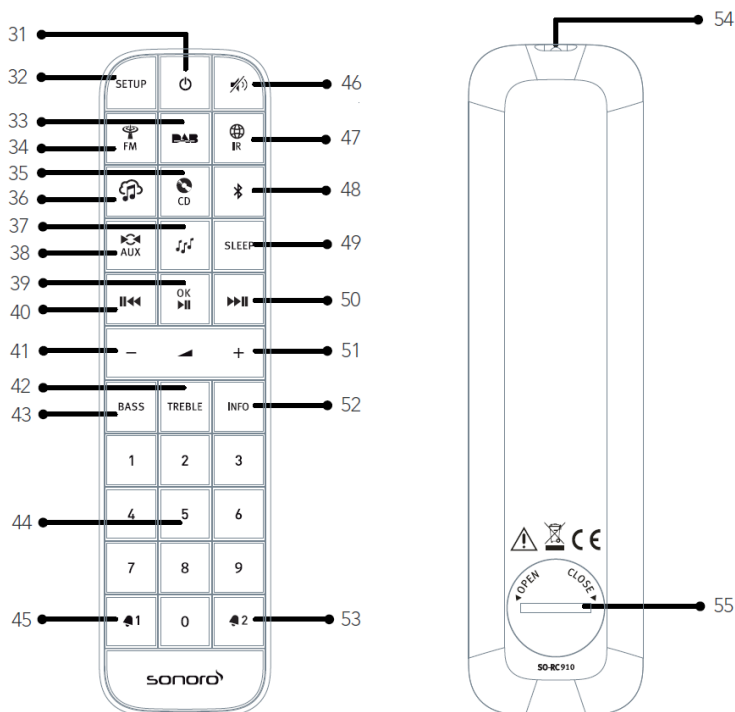 31
54
32
SETUP
46
33
34
FM
DAB
IR
47
35
36
CD
48
37
38
AUX
SLEEP
49
39
40
OK
50
41
−
+
51
42
43
BASS
TREBLE
INFO
52
1
2
3
44
4
5
6
7
8
9
CE
OPEN
CLOSE
55
45
1
0
2
53
SO-RC910
sonoro